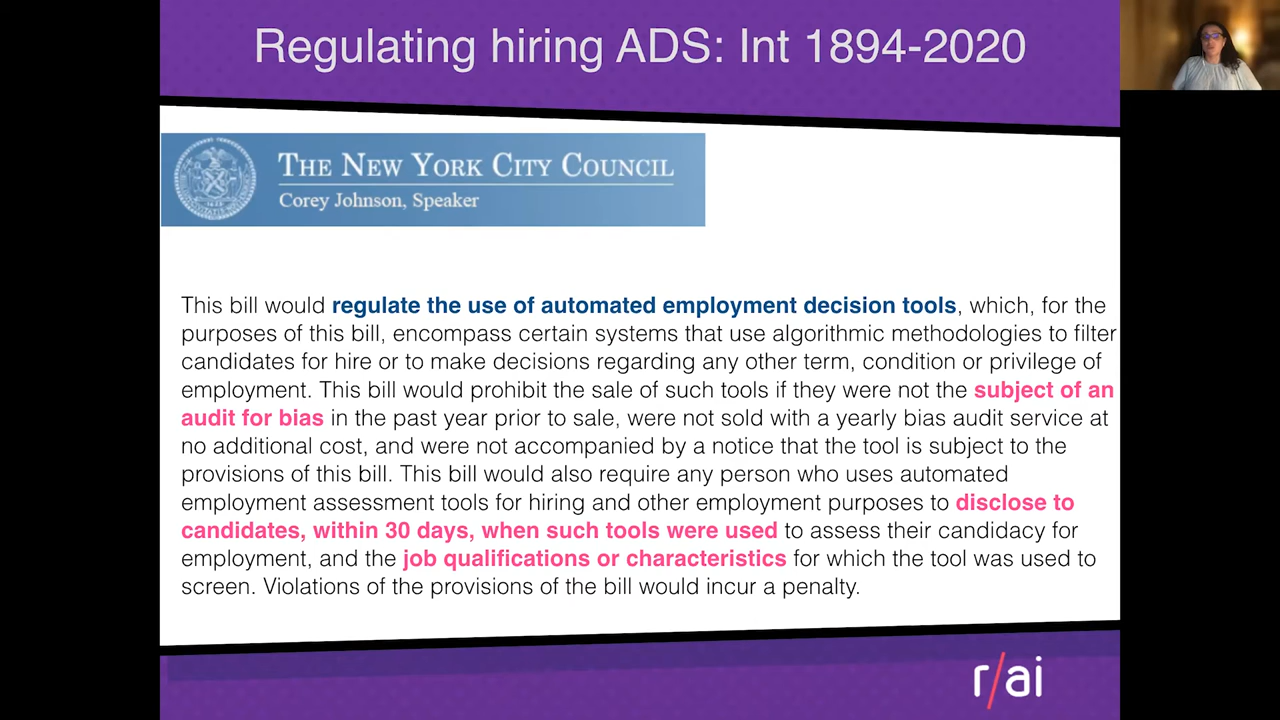 Regulating hiring ADS: Int 1894-2020
THE NEW YORK CITY COUNCIL
Corey Johnson, Speaker
This bill would regulate the use of automated employment decision tools, which, for the
purposes of this bill, encompass certain systems that use algorithmic methodologies to filter
candidates for hire or to make decisions regarding any other term, condition or privilege of
employment. This bill would prohibit the sale of such tools if they were not the subject of an
audit for bias in the past year prior to sale, were not sold with a yearly bias audit service at
no additional cost, and were not accompanied by a notice that the tool is subject to the
provisions of this bill. This bill would also require any person who uses automated
employment assessment tools for hiring and other employment purposes to disclose to
candidates, within 30 days, when such tools were used to assess their candidacy for
employment, and the job qualifications or characteristics for which the tool was used to
screen. Violations of the provisions of the bill would incur a penalty.
r/ai